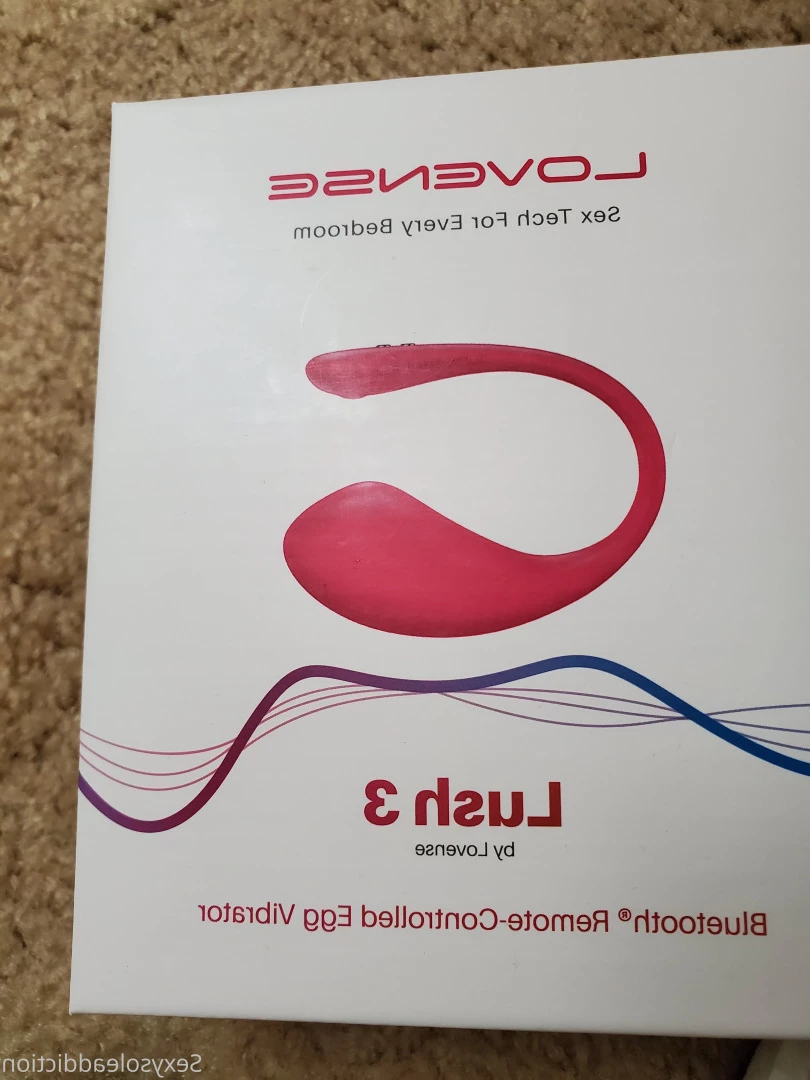 LOVENSE
Sex Tech For Every Bedroom
Lush 3
by Lovense
Bluetooth® Remote-Controlled Egg Vibrator
Sexysoleaddiction